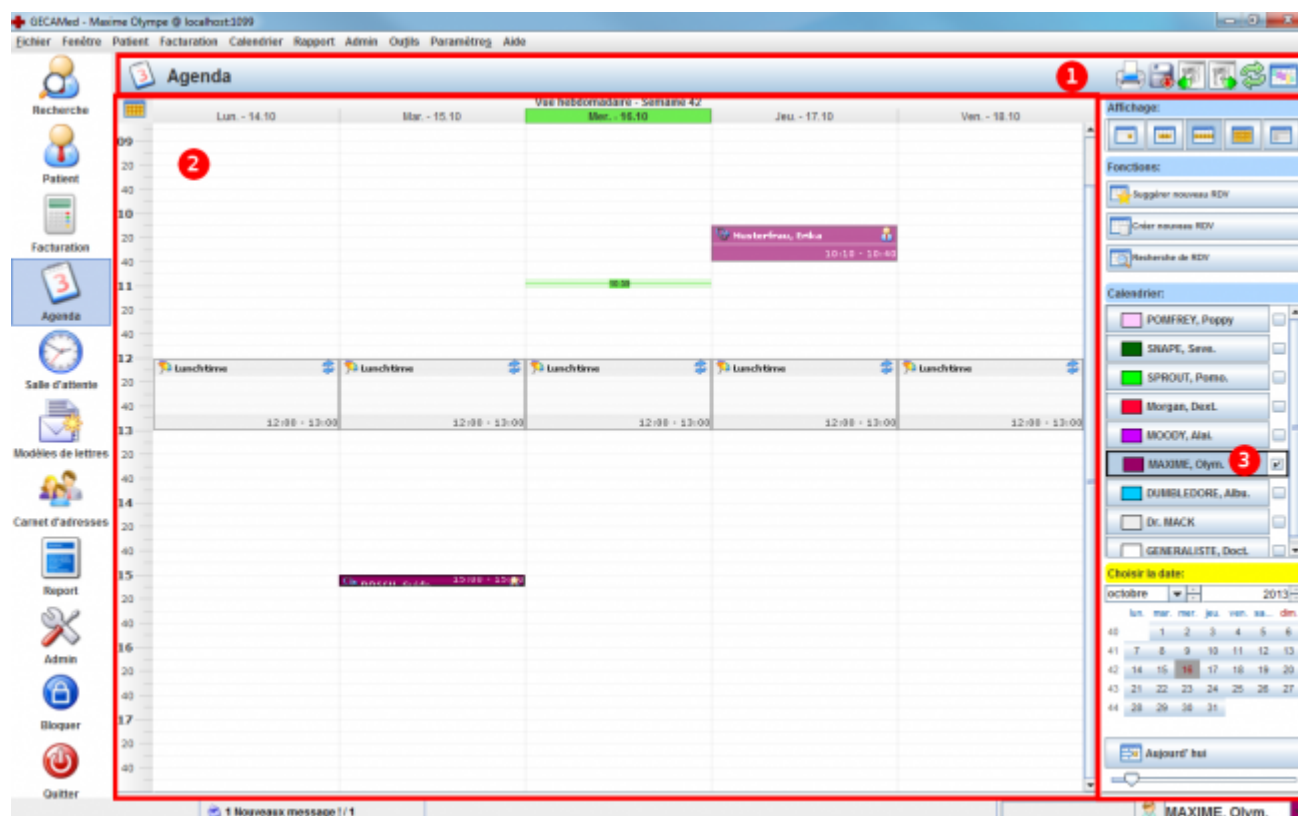 GECAMed - Maxime Olympe @ localhost:1099
Fichier Fenêtre Patient Facturation Calendrier Rapport Admin Outils Paramètres Aide
Agenda
1
Recherche
Patient
Facturation
Agenda
Salle d'attente
Modèles de lettres
Carnet d'adresses
Report
Admin
Bloquer
Quitter
Vue hebdomadaire - Semaine 42
Lun. - 14.10 Mar. - 15.10 Mer. - 16.10 Jeu. - 17.10 Ven. - 18.10
2
09
20
40
10
20
40
11
20
40
12
20
40
13
20
40
14
20
40
15
20
40
16
20
40
17
20
40
Musterfrau, Erika
10:10 - 10:40
Lunchtime Lunchtime Lunchtime Lunchtime Lunchtime
12:00 - 13:00 12:00 - 13:00 12:00 - 13:00 12:00 - 13:00 12:00 - 13:00
Affichage:
Fonctions:
Suggérer nouveau RDV
Créer nouveau RDV
Recherche de RDV
Calendrier:
POMFREY, Poppy
SNAPE, Seve.
SPROUT, Pomo.
Morgan, Dext.
MOODY, Alai.
MAXIME, Olym. 3
DUMBLEDORE, Albu.
Dr. MACK
GENERALISTE, Doct.
Choisir la date:
octobre 2013
lun. mar. mer. jeu. ven. sa... dim.
40 1 2 3 4 5 6
41 7 8 9 10 11 12 13
42 14 15 16 17 18 19 20
43 21 22 23 24 25 26 27
44 28 29 30 31
Aujourd' hui
1 Nouveaux message ! / 1
MAXIME, Olym.